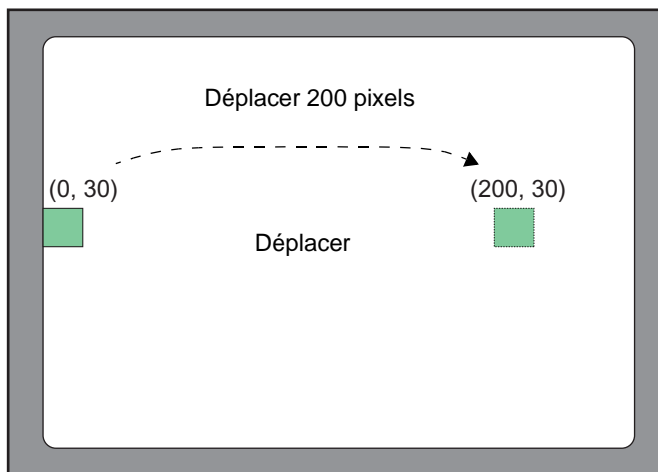 Déplacer 200 pixels
(0, 30)
(200, 30)
Déplacer